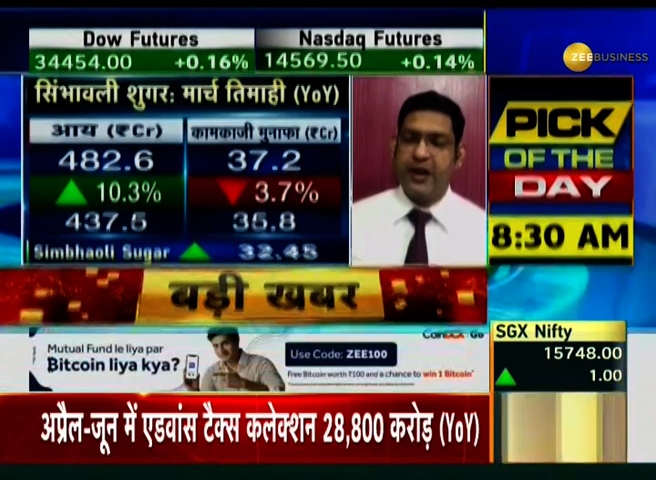 Dow Futures
34454.00 +0.16%
Nasdaq Futures
14569.50 +0.14%
ZEEBUSINESS
सिंभावली शुगर: मार्च तिमाही (YoY)
आय (₹Cr)
कामकाजी मुनाफा (₹Cr)
482.6
37.2
10.3%
3.7%
437.5
35.8
Simbhaoli Sugar 32.45
PICK
OF THE
DAY
8:30 AM
बड़ी खबर
Mutual Fund le liya par
Bitcoin liya kya?
Use Code: ZEE100
Free Bitcoin worth ₹100 and a chance to win 1 Bitcoin*
SGX Nifty
15748.00
1.00
अप्रैल-जून में एडवांस टैक्स कलेक्शन 28,800 करोड़ (YoY)